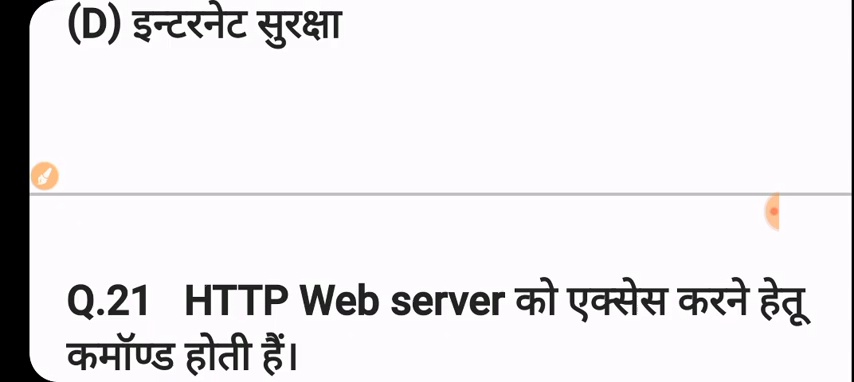 (D) इन्टरनेट सुरक्षा
Q.21 HTTP Web server को एक्सेस करने हेतू
कमॉण्ड होती हैं।